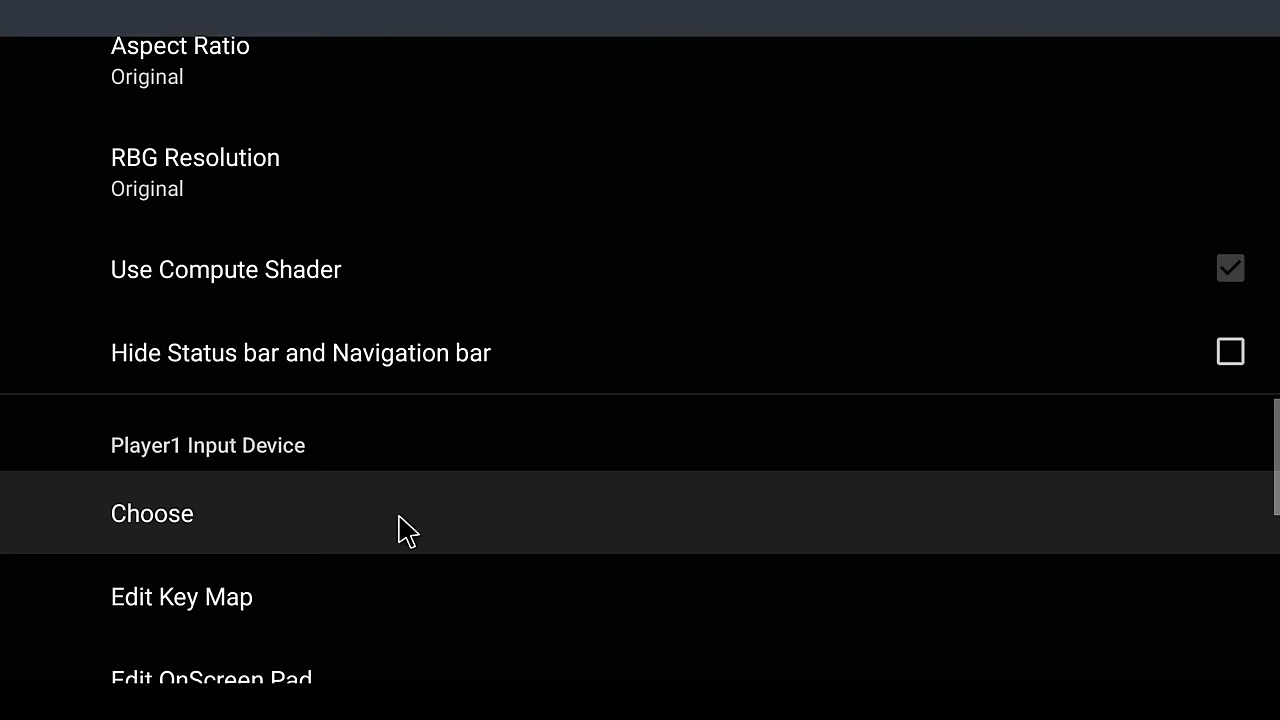 Aspect Ratio
Original
RBG Resolution
Original
Use Compute Shader
Hide Status bar and Navigation bar
Player1 Input Device
Choose
Edit Key Map
Edit OnScreen Pad